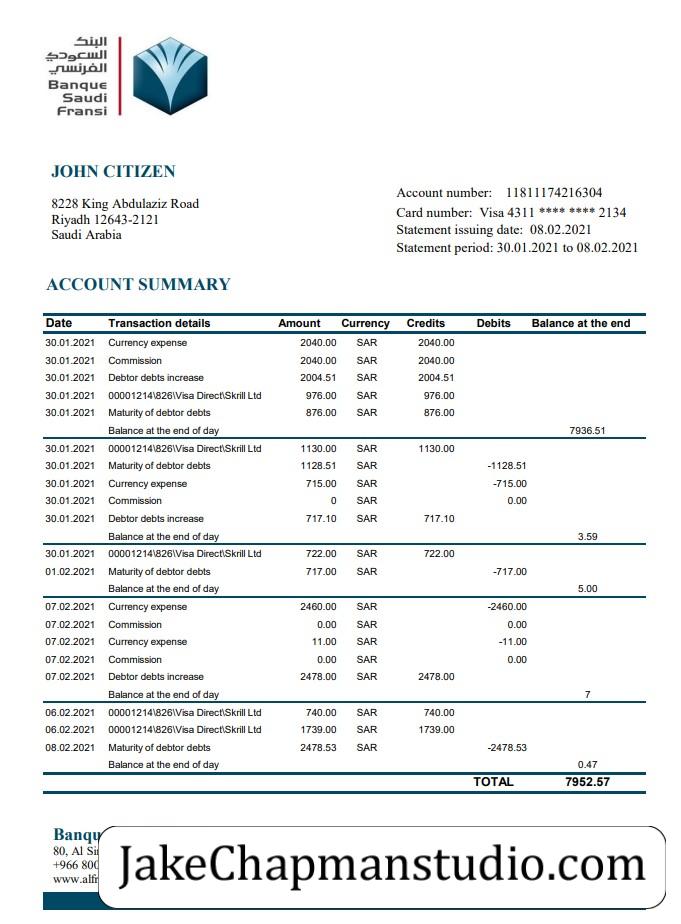 البنك
السعودي
الفرنسي
Banque
Saudi
Fransi
JOHN CITIZEN
8228 King Abdulaziz Road
Riyadh 12643-2121
Saudi Arabia
Account number: 11811174216304
Card number: Visa 4311 **** **** 2134
Statement issuing date: 08.02.2021
Statement period: 30.01.2021 to 08.02.2021
ACCOUNT SUMMARY
Date Transaction details Amount Currency Credits Debits Balance at the end
30.01.2021 Currency expense 2040.00 SAR 2040.00
30.01.2021 Commission 2040.00 SAR 2040.00
30.01.2021 Debtor debts increase 2004.51 SAR 2004.51
30.01.2021 00001214\826\Visa Direct\Skrill Ltd 976.00 SAR 976.00
30.01.2021 Maturity of debtor debts 876.00 SAR 876.00
Balance at the end of day 7936.51
30.01.2021 00001214\826\Visa Direct\Skrill Ltd 1130.00 SAR 1130.00
30.01.2021 Maturity of debtor debts 1128.51 SAR -1128.51
30.01.2021 Currency expense 715.00 SAR -715.00
30.01.2021 Commission 0 SAR 0.00
30.01.2021 Debtor debts increase 717.10 SAR 717.10
Balance at the end of day 3.59
30.01.2021 00001214\826\Visa Direct\Skrill Ltd 722.00 SAR 722.00
01.02.2021 Maturity of debtor debts 717.00 SAR -717.00
Balance at the end of day 5.00
07.02.2021 Currency expense 2460.00 SAR -2460.00
07.02.2021 Commission 0.00 SAR 0.00
07.02.2021 Currency expense 11.00 SAR -11.00
07.02.2021 Commission 0.00 SAR 0.00
07.02.2021 Debtor debts increase 2478.00 SAR 2478.00
Balance at the end of day 7
06.02.2021 00001214\826\Visa Direct\Skrill Ltd 740.00 SAR 740.00
06.02.2021 00001214\826\Visa Direct\Skrill Ltd 1739.00 SAR 1739.00
08.02.2021 Maturity of debtor debts 2478.53 SAR -2478.53
Balance at the end of day 0.47
TOTAL 7952.57
80, Al
+966 800
JakeChapmanstudio.com